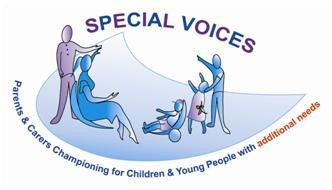 SPECIAL VOICES
Parents & Carers Championing for Children & Young People with additional needs